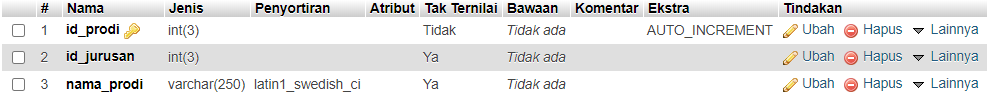 # Nama Jenis Penyortiran Atribut Tak Ternilai Bawaan Komentar Ekstra Tindakan
1 id_prodi int(3) Tidak Tidak ada AUTO_INCREMENT Ubah Hapus Lainnya
2 id_jurusan int(3) Ya Tidak ada Ubah Hapus Lainnya
3 nama_prodi varchar(250) latin1_swedish_ci Ya Tidak ada Ubah Hapus Lainnya